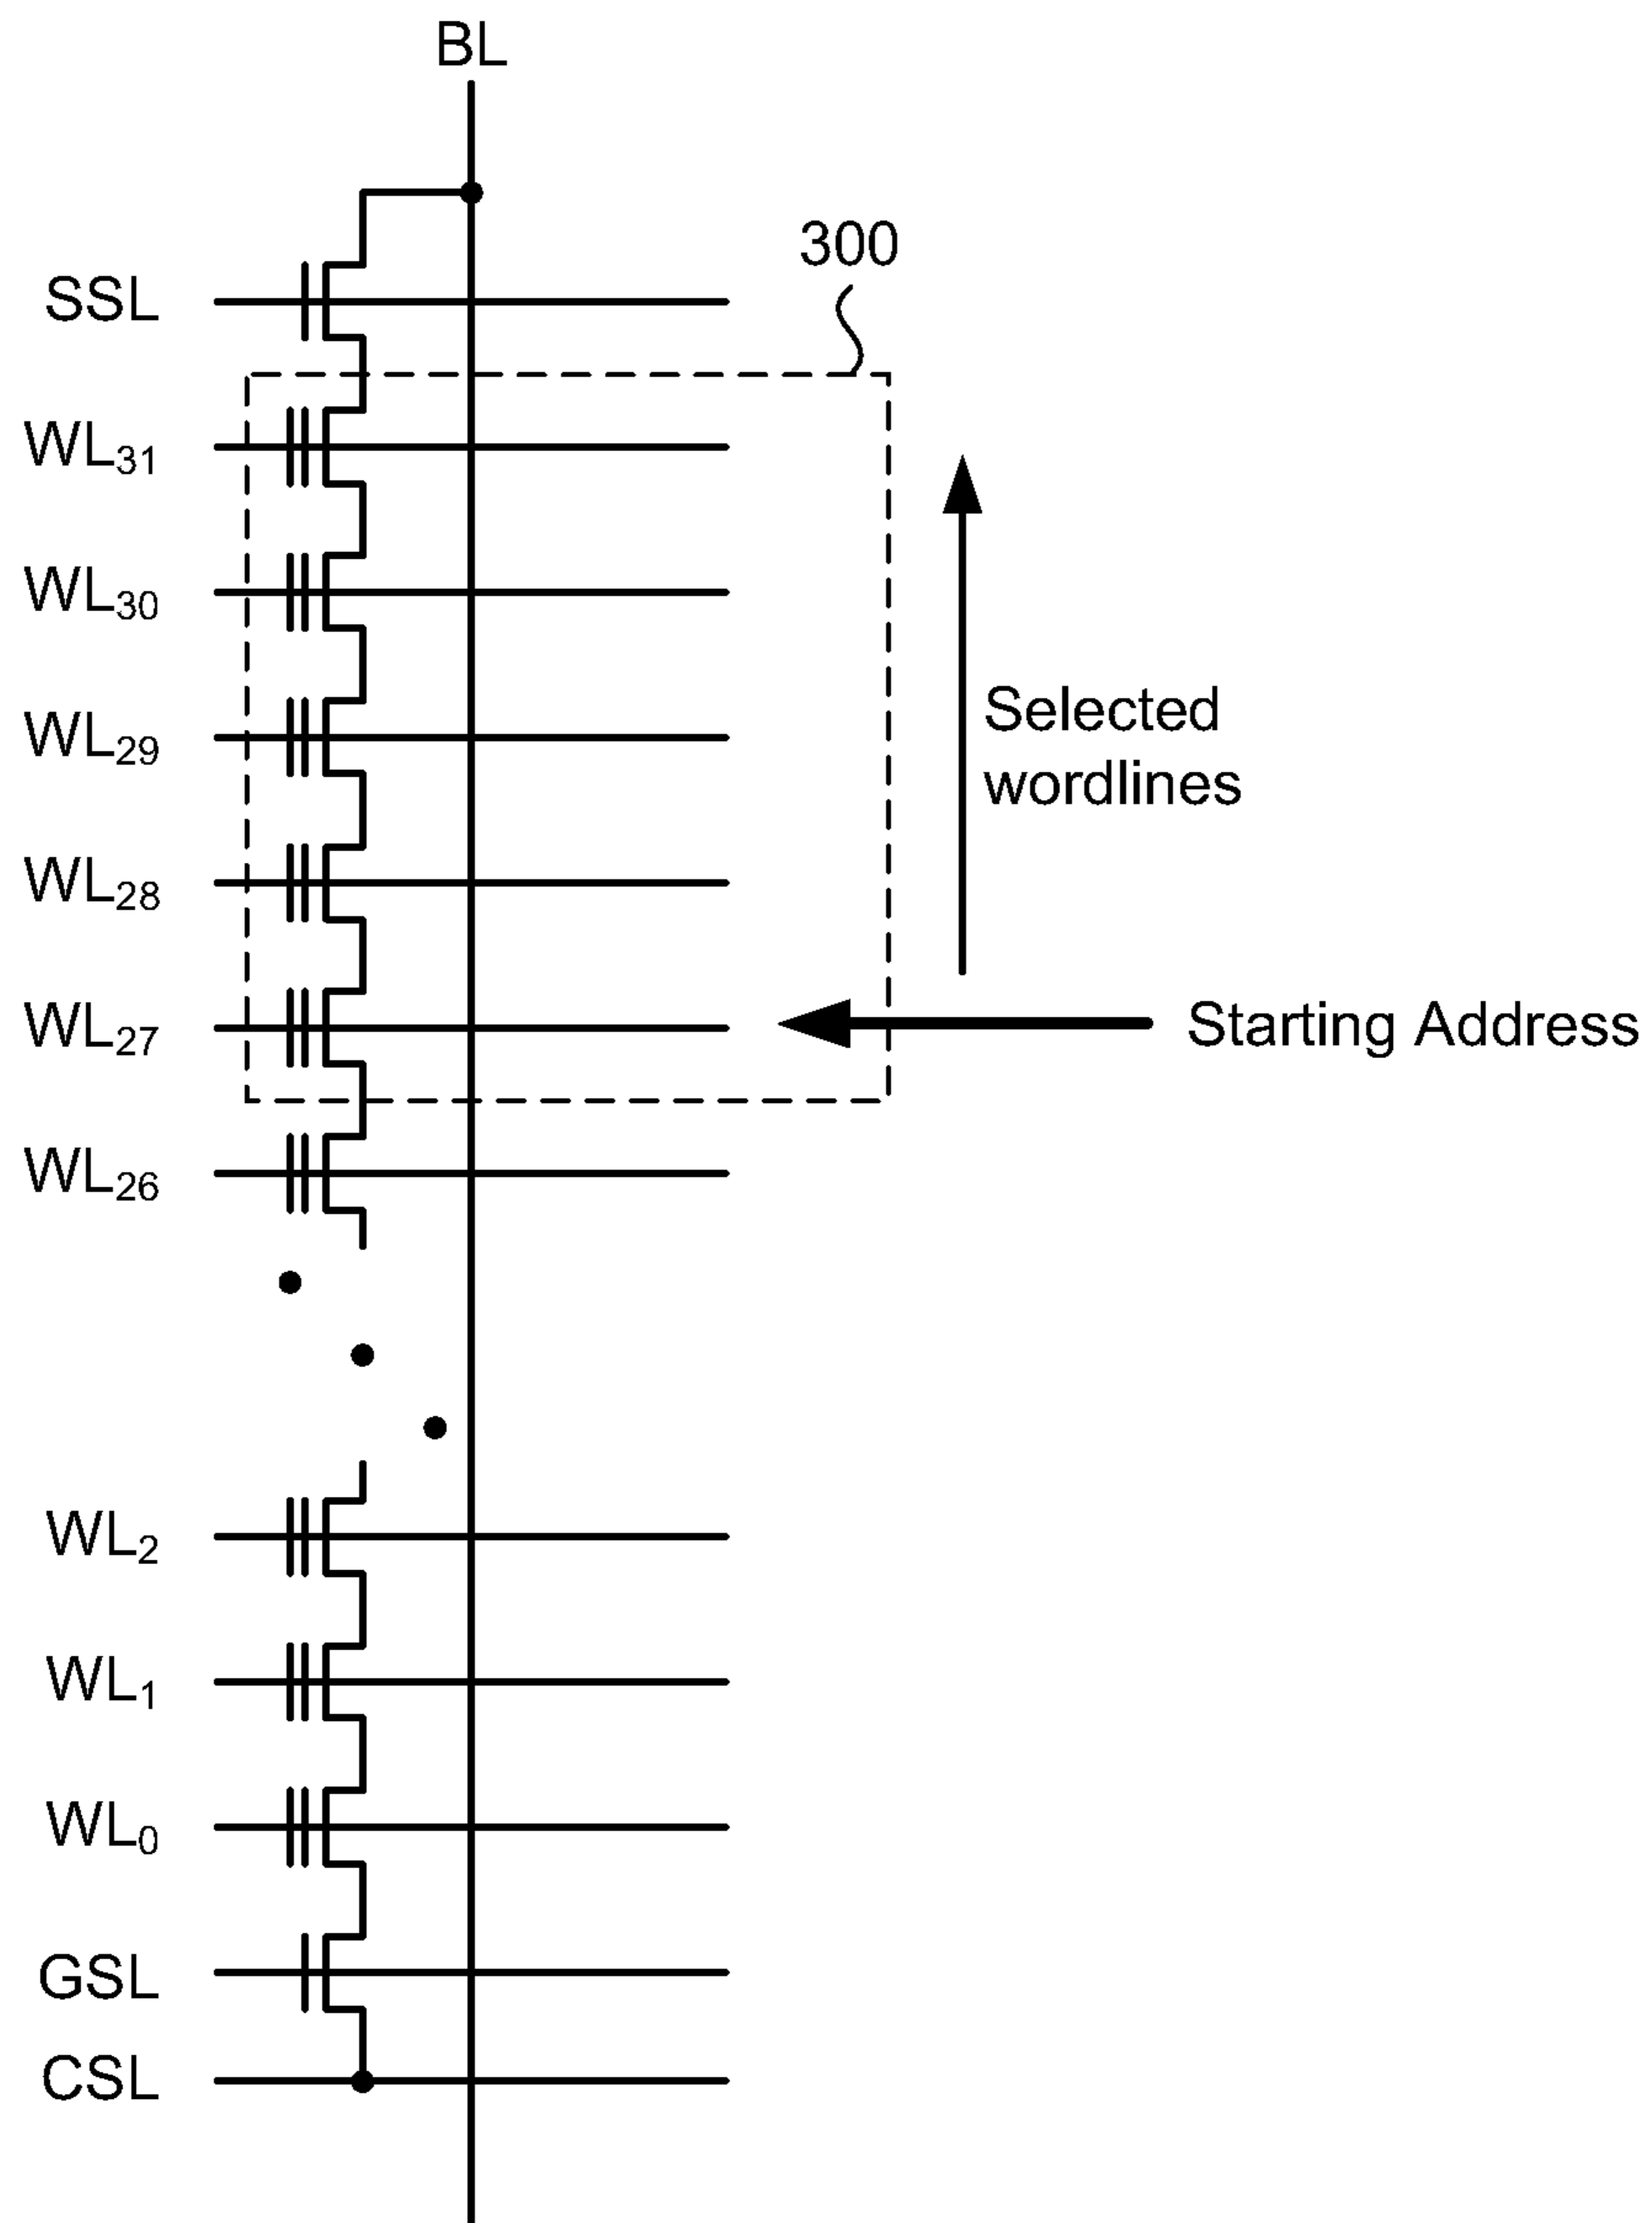 BL
300
SSL
WL31
WL30
WL29
Selected
wordlines
WL28
WL27
Starting Address
WL26
WL2
WL1
WL0
GSL
CSL